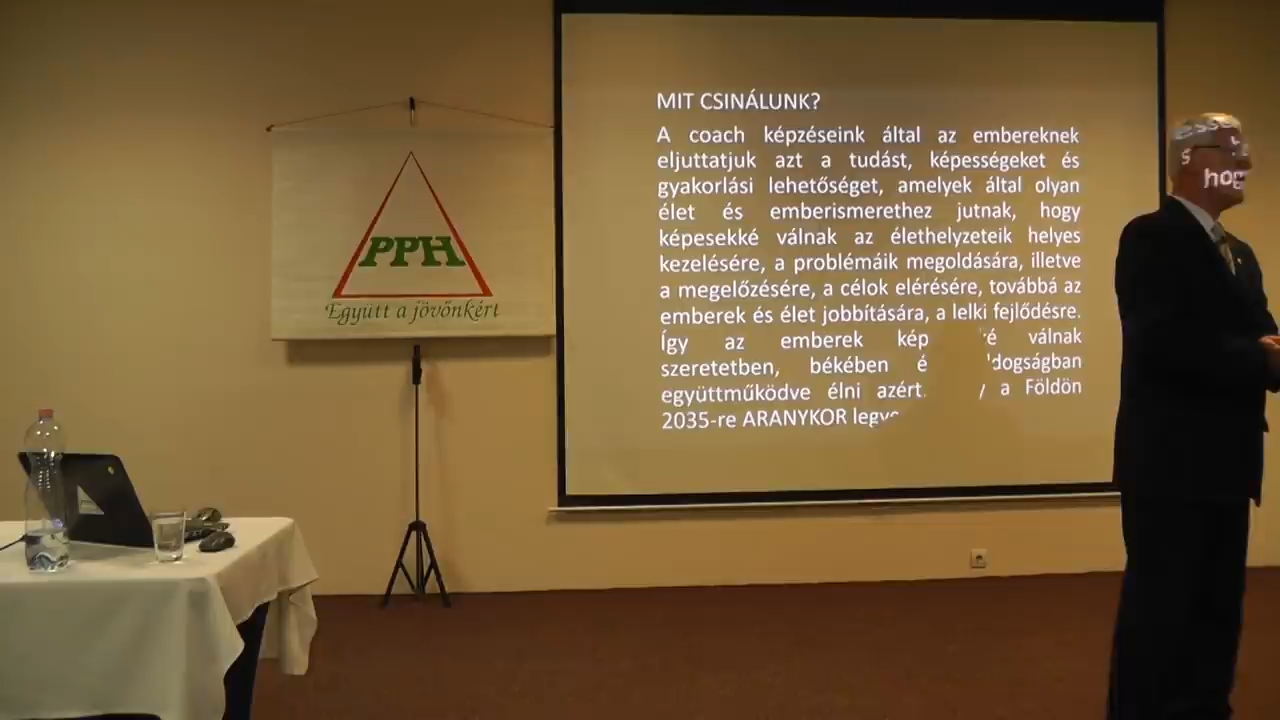 PPH
Együtt a jövőnkért
MIT CSINÁLUNK?
A coach képzéseink által az embereknek
eljuttatjuk azt a tudást, képességeket és
gyakorlási lehetőséget, amelyek által olyan
élet és emberismerethez jutnak, hogy
képesekké válnak az élethelyzeteik helyes
kezelésére, a problémáik megoldására, illetve
a megelőzésére, a célok elérésére, továbbá az
emberek és élet jobbítására, a lelki fejlődésre.
Így az emberek válnak
szeretetben, békében
együttműködve élni azért a Földön
2035-re ARANYKOR
hog